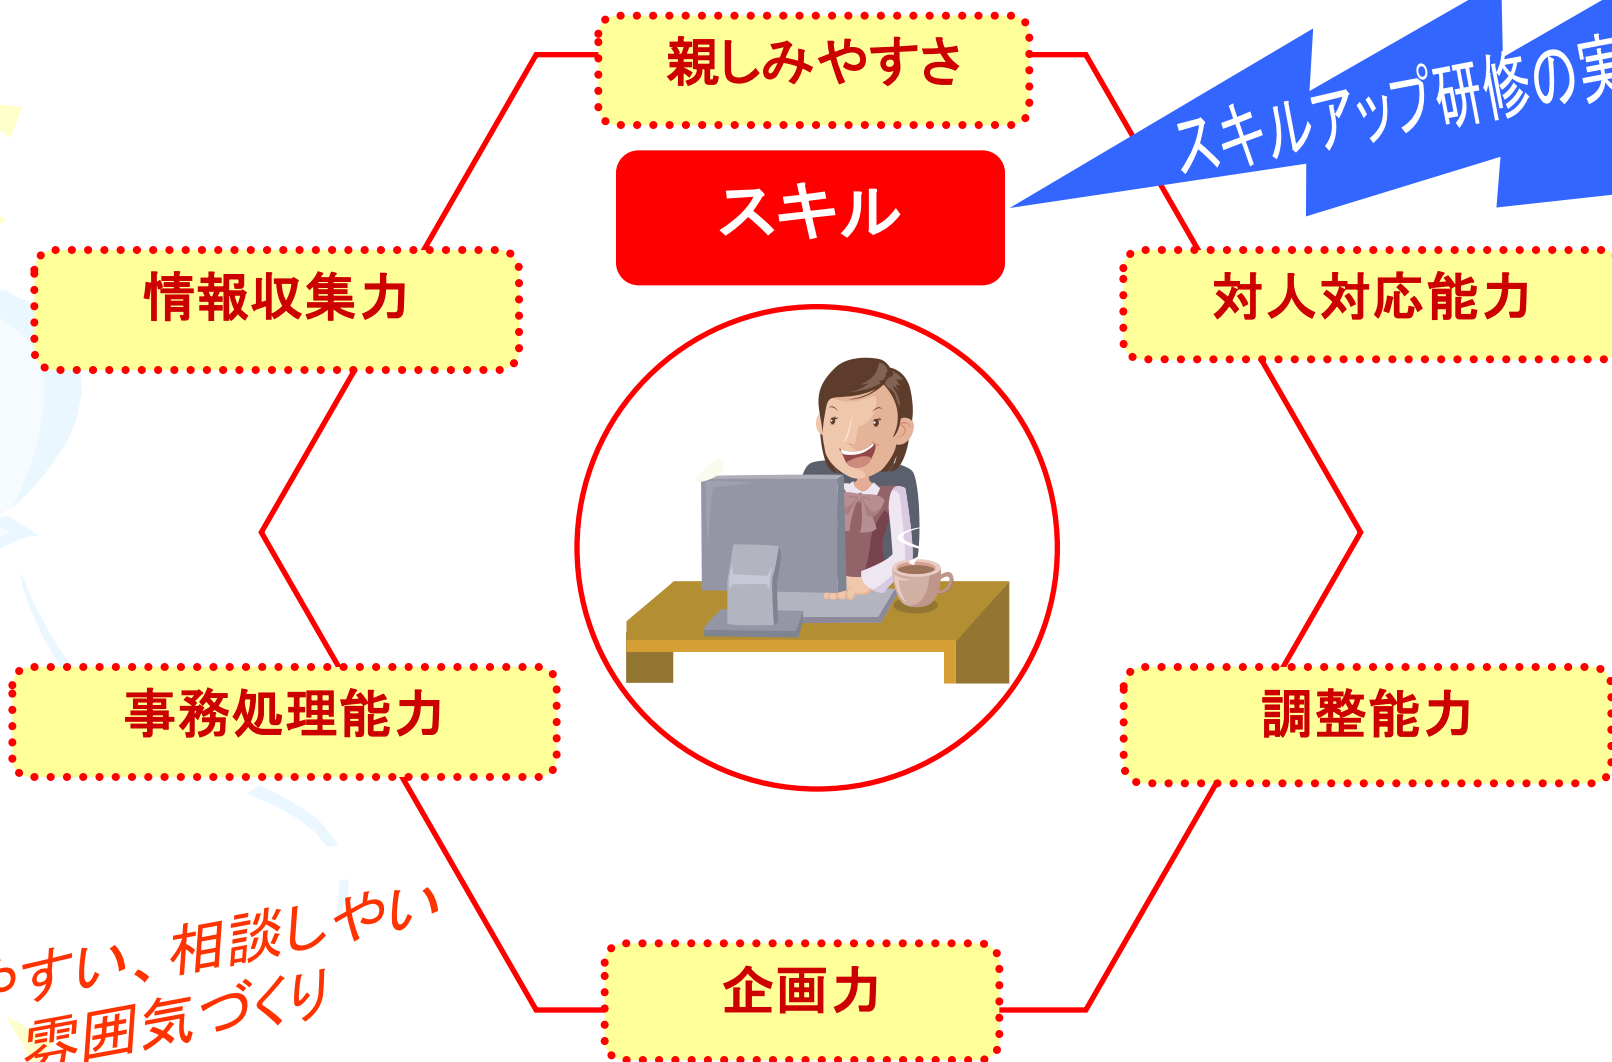 親しみやすさ
スキルアップ研修の実
スキル
情報収集力
対人対応能力
事務処理能力
調整能力
やすい、相談しやい
雰囲気づくり
企画力